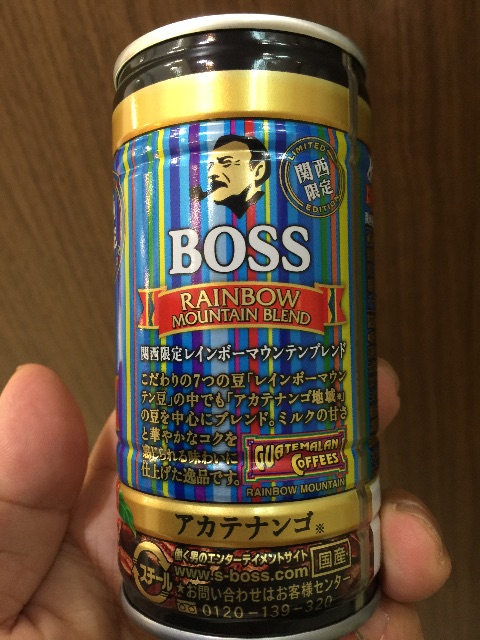 LIMITED
関西
限定
EDITION
BOSS
RAINBOW
MOUNTAIN BLEND
関西限定レインボーマウンテンブレンド
こだわりの7つの豆「レインボーマウン
テン豆」の中でも「アカテナンゴ地域※」
の豆を中心にブレンド。ミルクの甘さ
と華やかなコクを
感じられる味わいに
仕上げた逸品です。
GUATEMALAN
COFFEES
RAINBOW MOUNTAIN
アカテナンゴ※
スチール
働く男のエンターテイメントサイト
www.s-boss.com
国産
お問い合わせはお客様センター
0120-139-320